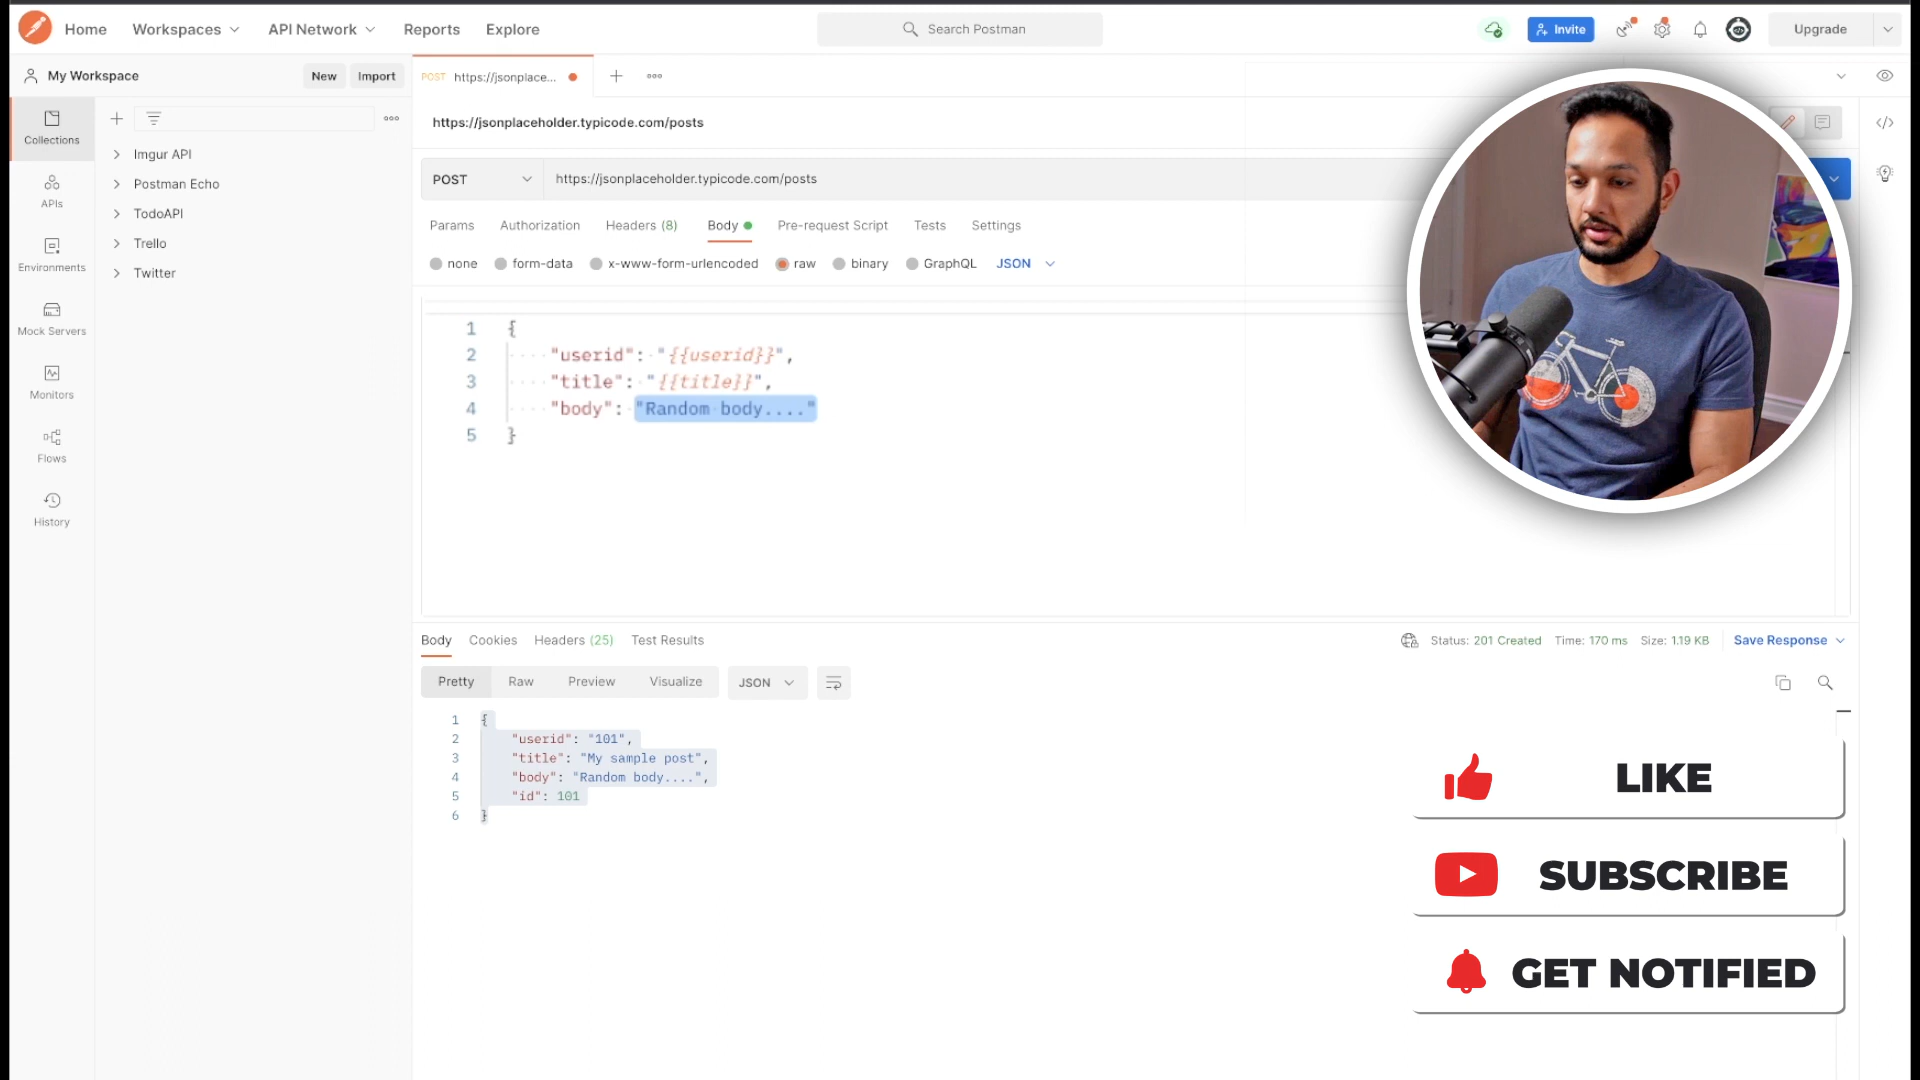 Home Workspaces API Network Reports Explore Search Postman Invite Upgrade
My Workspace New Import POST https://jsonplace...
Collections
APIs
Environments
Mock Servers
Monitors
Flows
History
Imgur API
Postman Echo
TodoAPI
Trello
Twitter
https://jsonplaceholder.typicode.com/posts
POST https://jsonplaceholder.typicode.com/posts
Params Authorization Headers (8) Body Pre-request Script Tests Settings
none form-data x-www-form-urlencoded raw binary GraphQL JSON
1 {
2 "userid": "{{userid}}",
3 "title": "{{title}}",
4 "body": "Random body...."
5 }
Body Cookies Headers (25) Test Results Status: 201 Created Time: 170 ms Size: 1.19 KB Save Response
Pretty Raw Preview Visualize JSON
1 {
2 "userid": "101",
3 "title": "My sample post",
4 "body": "Random body....",
5 "id": 101
6 }
LIKE
SUBSCRIBE
GET NOTIFIED